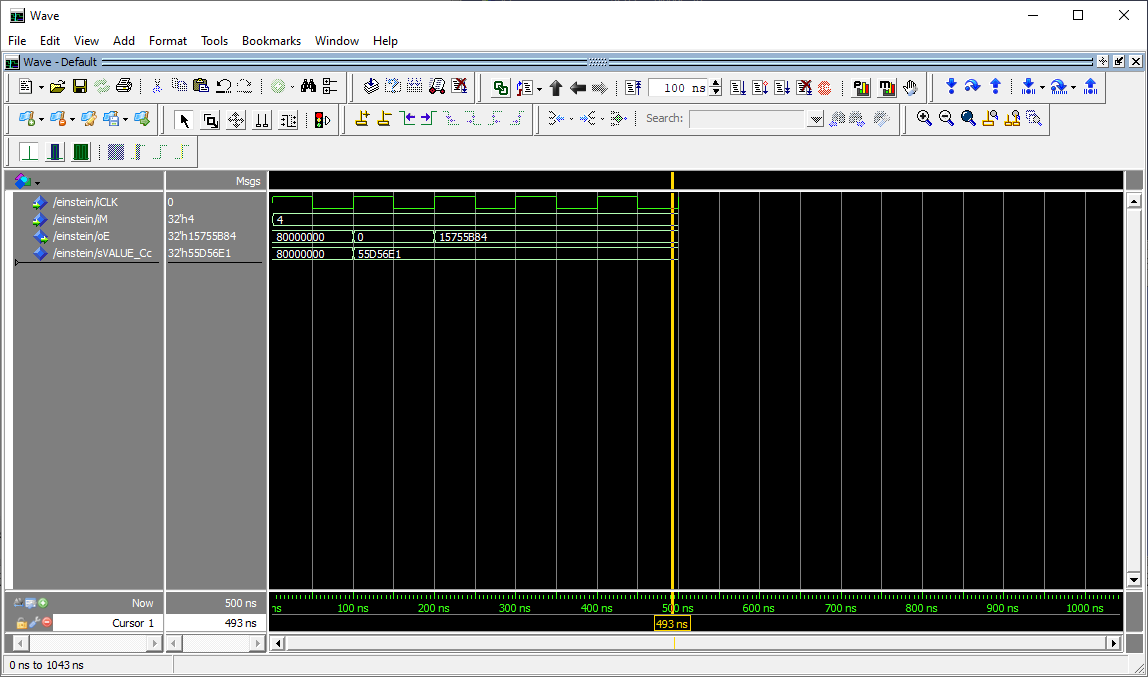 Wave
File Edit View Add Format Tools Bookmarks Window Help
Wave - Default
100 ns
Search:
Msgs
/einstein/iCLK 0
/einstein/iM 32'h4 4
/einstein/oE 32'h15755B84 80000000 0 15755B84
/einstein/sVALUE_Cc 32'h55D56E1 80000000 55D56E1
Now 500 ns ns 100 ns 200 ns 300 ns 400 ns 500 ns 600 ns 700 ns 800 ns 900 ns 1000 ns
Cursor 1 493 ns 493 ns
0 ns to 1043 ns